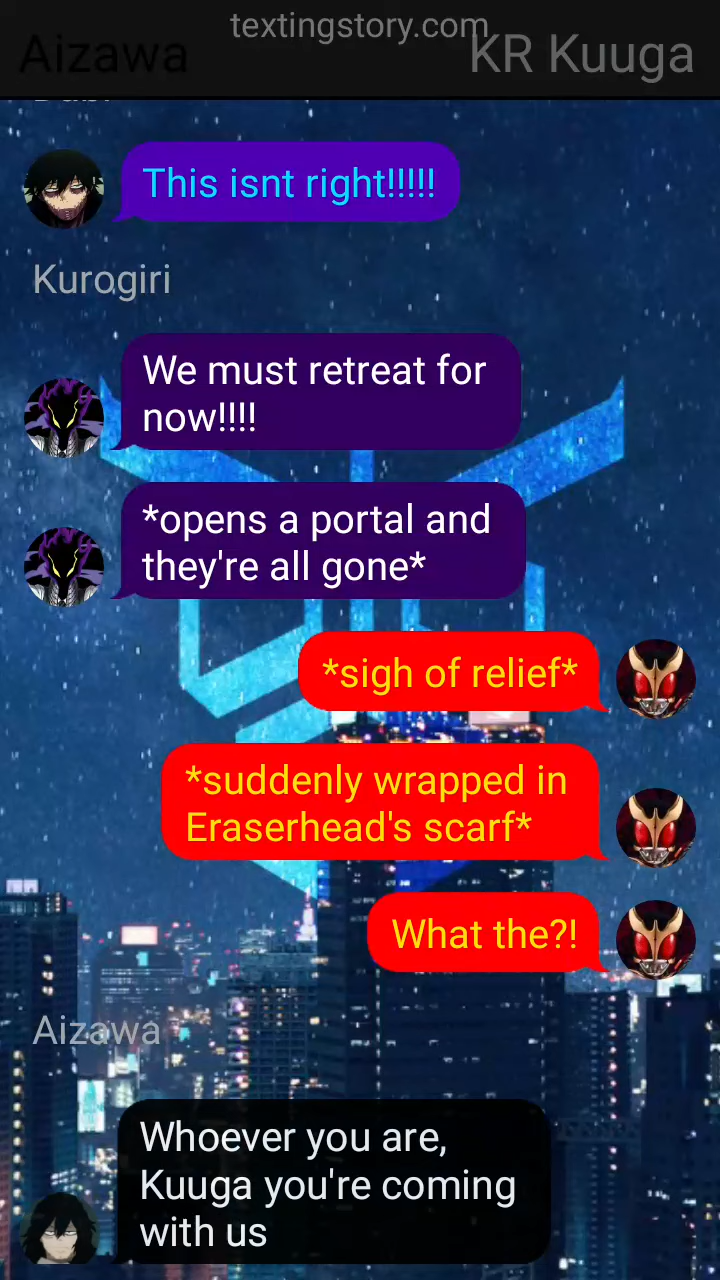 textingstory.com
Aizawa
KR Kuuga
This isnt right!!!!!
Kurogiri
We must retreat for
now!!!!
*opens a portal and
they're all gone*
*sigh of relief*
*suddenly wrapped in
Eraserhead's scarf*
What the?!
Aizawa
Whoever you are,
Kuuga you're coming
with us